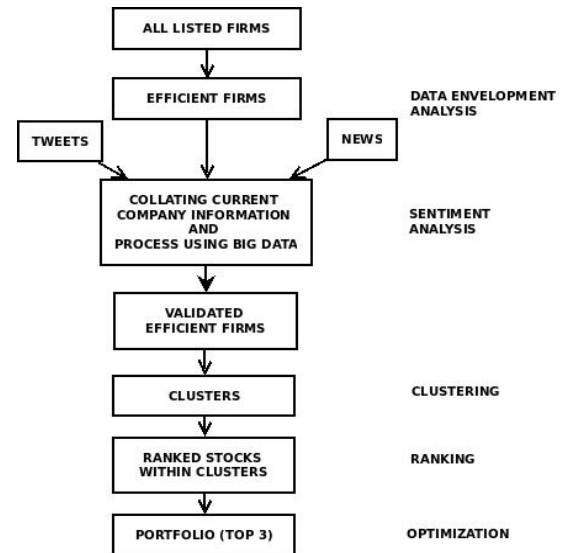 ALL LISTED FIRMS
EFFICIENT FIRMS
DATA ENVELOPMENT
ANALYSIS
TWEETS
NEWS
COLLATING CURRENT
COMPANY INFORMATION
AND
PROCESS USING BIG DATA
SENTIMENT
ANALYSIS
VALIDATED
EFFICIENT FIRMS
CLUSTERS
CLUSTERING
RANKED STOCKS
WITHIN CLUSTERS
RANKING
PORTFOLIO (TOP 3)
OPTIMIZATION